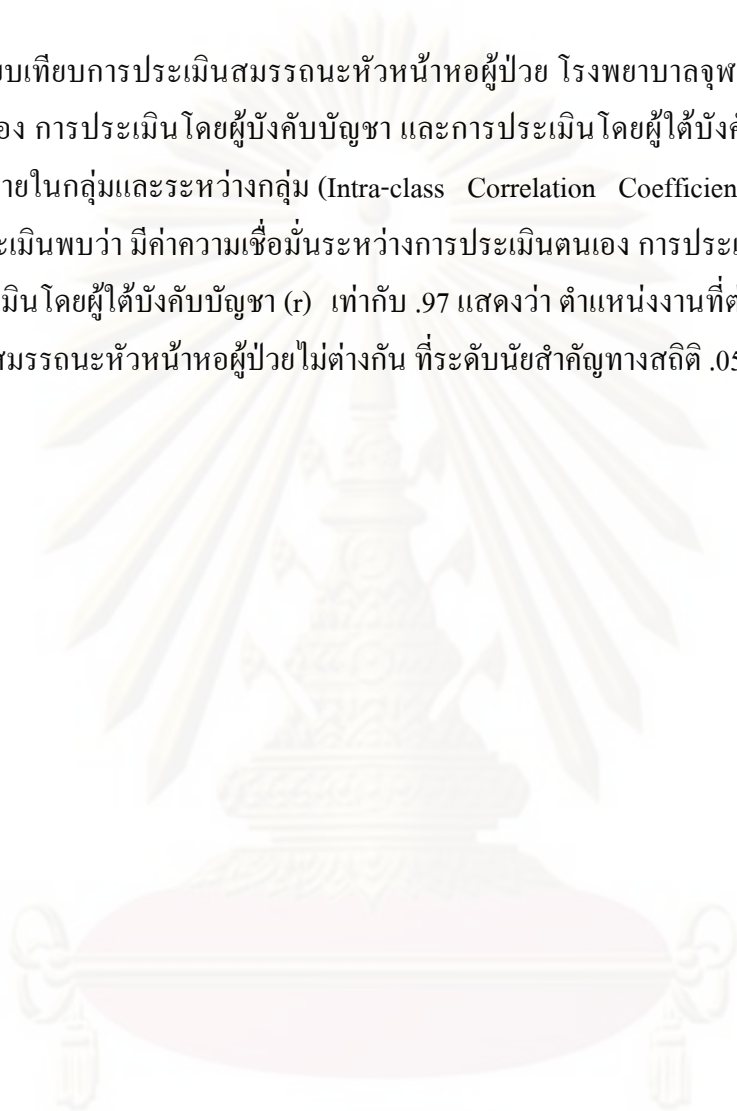 ยบเทียบการประเมินสมรรถนะหัวหน้าหอผู้ป่วย โรงพยาบาลจุฬ
อง การประเมินโดยผู้บังคับบัญชา และการประเมินโดยผู้ใต้บังคั
ายในกลุ่มและระหว่างกลุ่ม (Intra-class Correlation Coefficien
ะเมินพบว่า มีค่าความเชื่อมั่นระหว่างการประเมินตนเอง การประเ
มินโดยผู้ใต้บังคับบัญชา (r) เท่ากับ .97 แสดงว่า ตำแหน่งงานที่ต่
สมรรถนะหัวหน้าหอผู้ป่วยไม่ต่างกัน ที่ระดับนัยสำคัญทางสถิติ .05